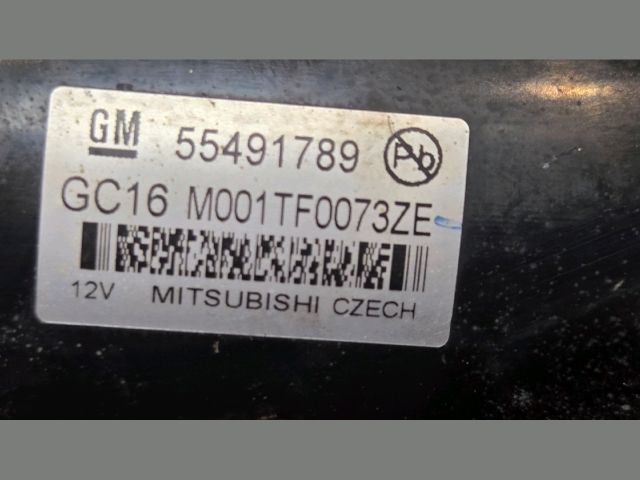 GM 55491789 Pb
GC16 M001TF0073ZE
12V MITSUBISHI CZECH